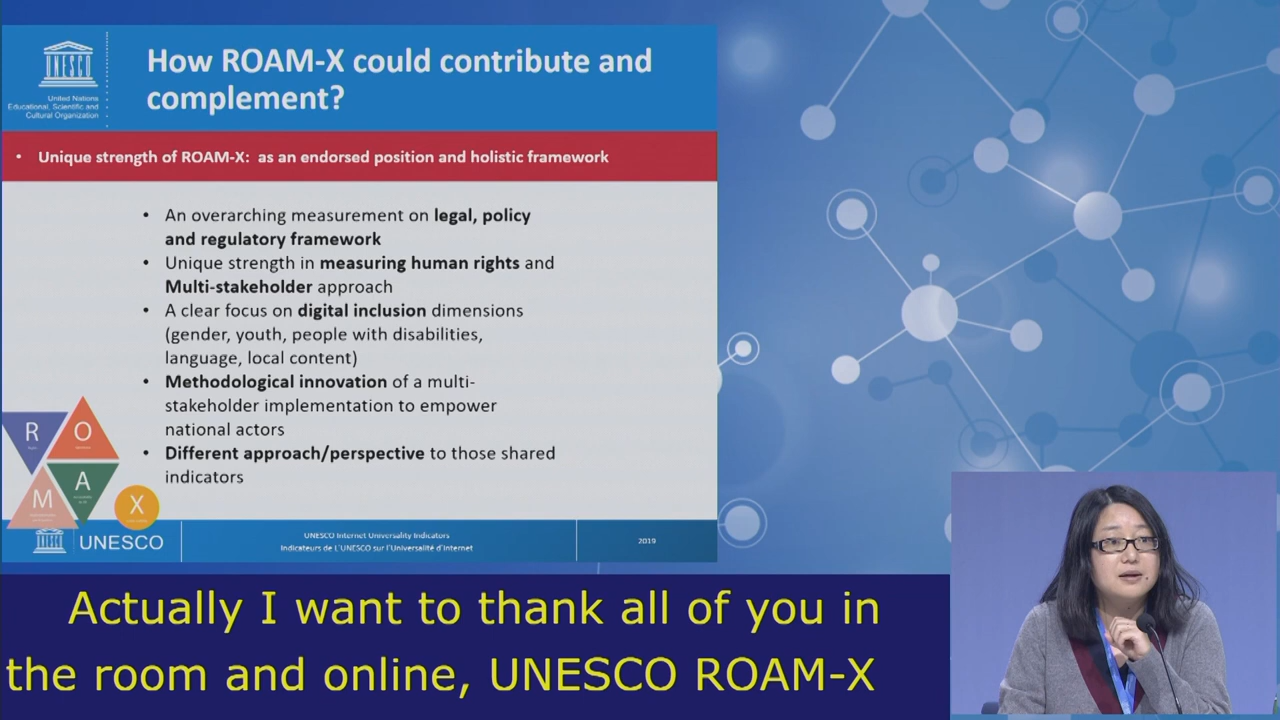 UNESCO
United Nations
Educational, Scientific and
Cultural Organization
How ROAM-X could contribute and
complement?
• Unique strength of ROAM-X: as an endorsed position and holistic framework
• An overarching measurement on legal, policy
and regulatory framework
• Unique strength in measuring human rights and
Multi-stakeholder approach
• A clear focus on digital inclusion dimensions
(gender, youth, people with disabilities,
language, local content)
• Methodological innovation of a multi-
stakeholder implementation to empower
national actors
• Different approach/perspective to those shared
indicators
R
O
M
A
X
UNESCO
UNESCO Internet Universality Indicators
Indicateurs de L'UNESCO sur l'Universalité d'Internet
2019
Actually I want to thank all of you in
the room and online, UNESCO ROAM-X